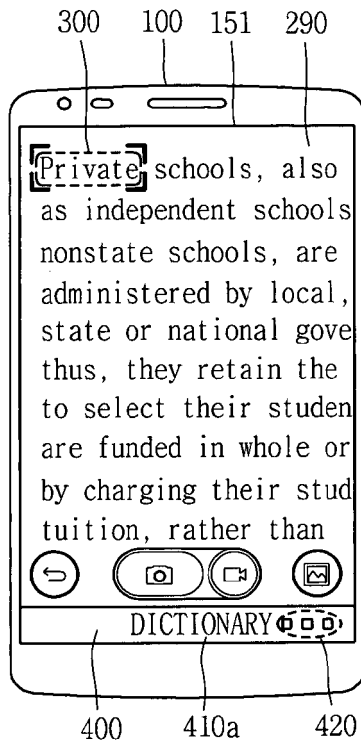 300 100 151 290
Private schools, also
as independent schools
nonstate schools, are
administered by local,
state or national gove
thus, they retain the
to select their studen
are funded in whole or
by charging their stud
tuition, rather than
DICTIONARY
400 410a 420